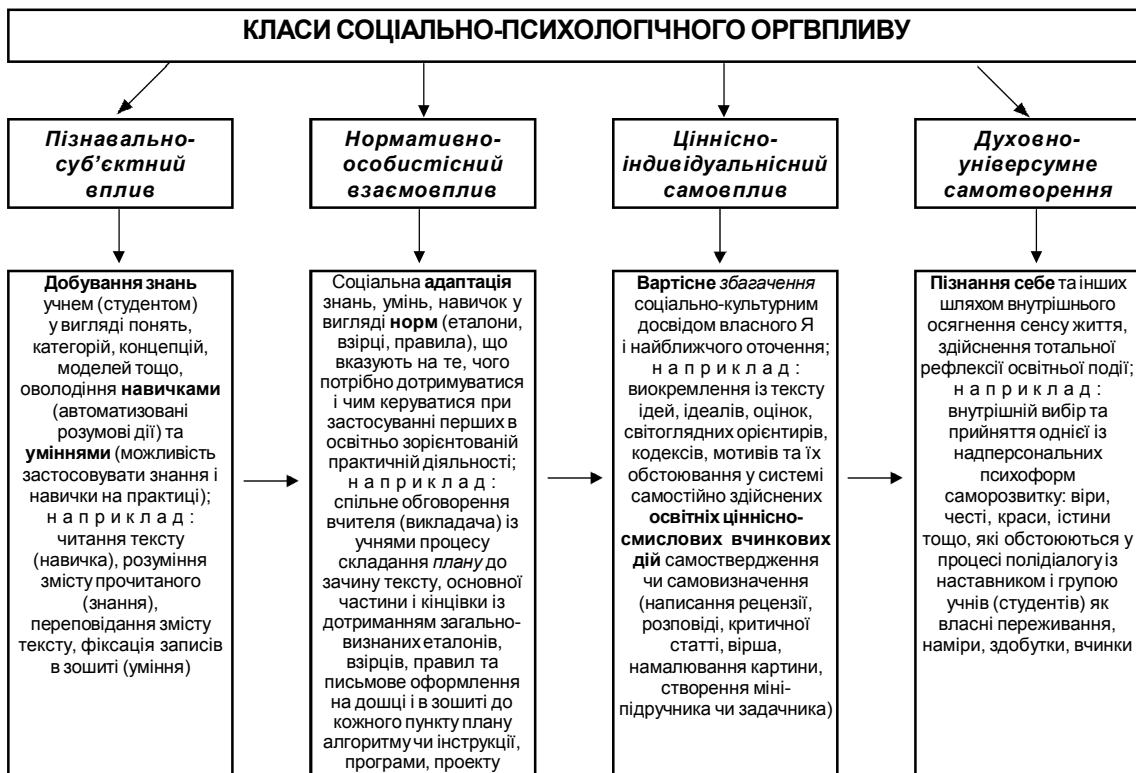 КЛАСИ СОЦІАЛЬНО-ПСИХОЛОГІЧНОГО ОРГВПЛИВУ
Пізнавально-
суб’єктний
вплив
Нормативно-
особистісний
взаємовплив
Ціннісно-
індивідуальнісний
самовплив
Духовно-
універсумне
самотворення
Добування знань
учнем (студентом)
у вигляді понять,
категорій, концепцій,
моделей тощо,
оволодіння навичками
(автоматизовані
розумові дії) та
уміннями (можливість
застосовувати знання і
навички на практиці);
наприклад:
читання тексту
(навичка), розуміння
змісту прочитаного
(знання),
переповідання змісту
тексту, фіксація записів
в зошиті (уміння)
Соціальна адаптація
знань, умінь, навичок у
вигляді норм (еталони,
взірці, правила), що
вказують на те, чого
потрібно дотримуватися
і чим керуватися при
застосуванні перших в
освітньо зорієнтованій
практичній діяльності;
наприклад:
спільне обговорення
вчителя (викладача) із
учнями процесу
складання плану до
зачину тексту, основної
частини і кінцівки із
дотриманням загально-
визнаних еталонів,
взірців, правил та
письмове оформлення
на дошці і в зошиті до
кожного пункту плану
алгоритму чи інструкції,
програми, проекту
Вартісне збагачення
соціально-культурним
досвідом власного Я
і найближчого оточення;
наприклад:
виокремлення із тексту
ідей, ідеалів, оцінок,
світоглядних орієнтирів,
кодексів, мотивів та їх
обстоювання у системі
самостійно здійснених
освітніх ціннісно-
смислових вчинкових
дій самоствердження
чи самовизначення
(написання рецензії,
розповіді, критичної
статті, вірша,
намалювання картини,
створення міні-
підручника чи задачника)
Пізнання себе та інших
шляхом внутрішнього
осягнення сенсу життя,
здійснення тотальної
рефлексії освітньої події;
наприклад:
внутрішній вибір та
прийняття однієї із
надперсональних
психоформ
саморозвитку: віри,
честі, краси, істини
тощо, які обстоюються у
процесі полідіалогу із
наставником і групою
учнів (студентів) як
власні переживання,
наміри, здобутки, вчинки